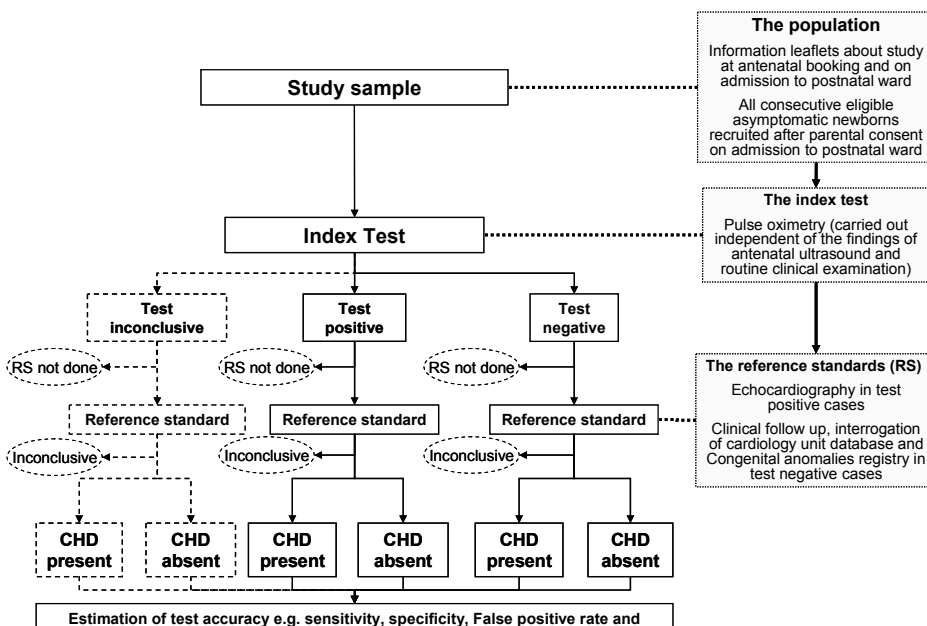 Study sample
Index Test
Test
inconclusive
Test
positive
Test
negative
RS not done
RS not done
RS not done
Reference standard
Reference standard
Reference standard
Inconclusive
Inconclusive
Inconclusive
CHD
present
CHD
absent
CHD
present
CHD
absent
CHD
present
CHD
absent
Estimation of test accuracy e.g. sensitivity, specificity, False positive rate and
The population
Information leaflets about study
at antenatal booking and on
admission to postnatal ward
All consecutive eligible
asymptomatic newborns
recruited after parental consent
on admission to postnatal ward
The index test
Pulse oximetry (carried out
independent of the findings of
antenatal ultrasound and
routine clinical examination)
The reference standards (RS)
Echocardiography in test
positive cases
Clinical follow up, interrogation
of cardiology unit database and
Congenital anomalies registry in
test negative cases